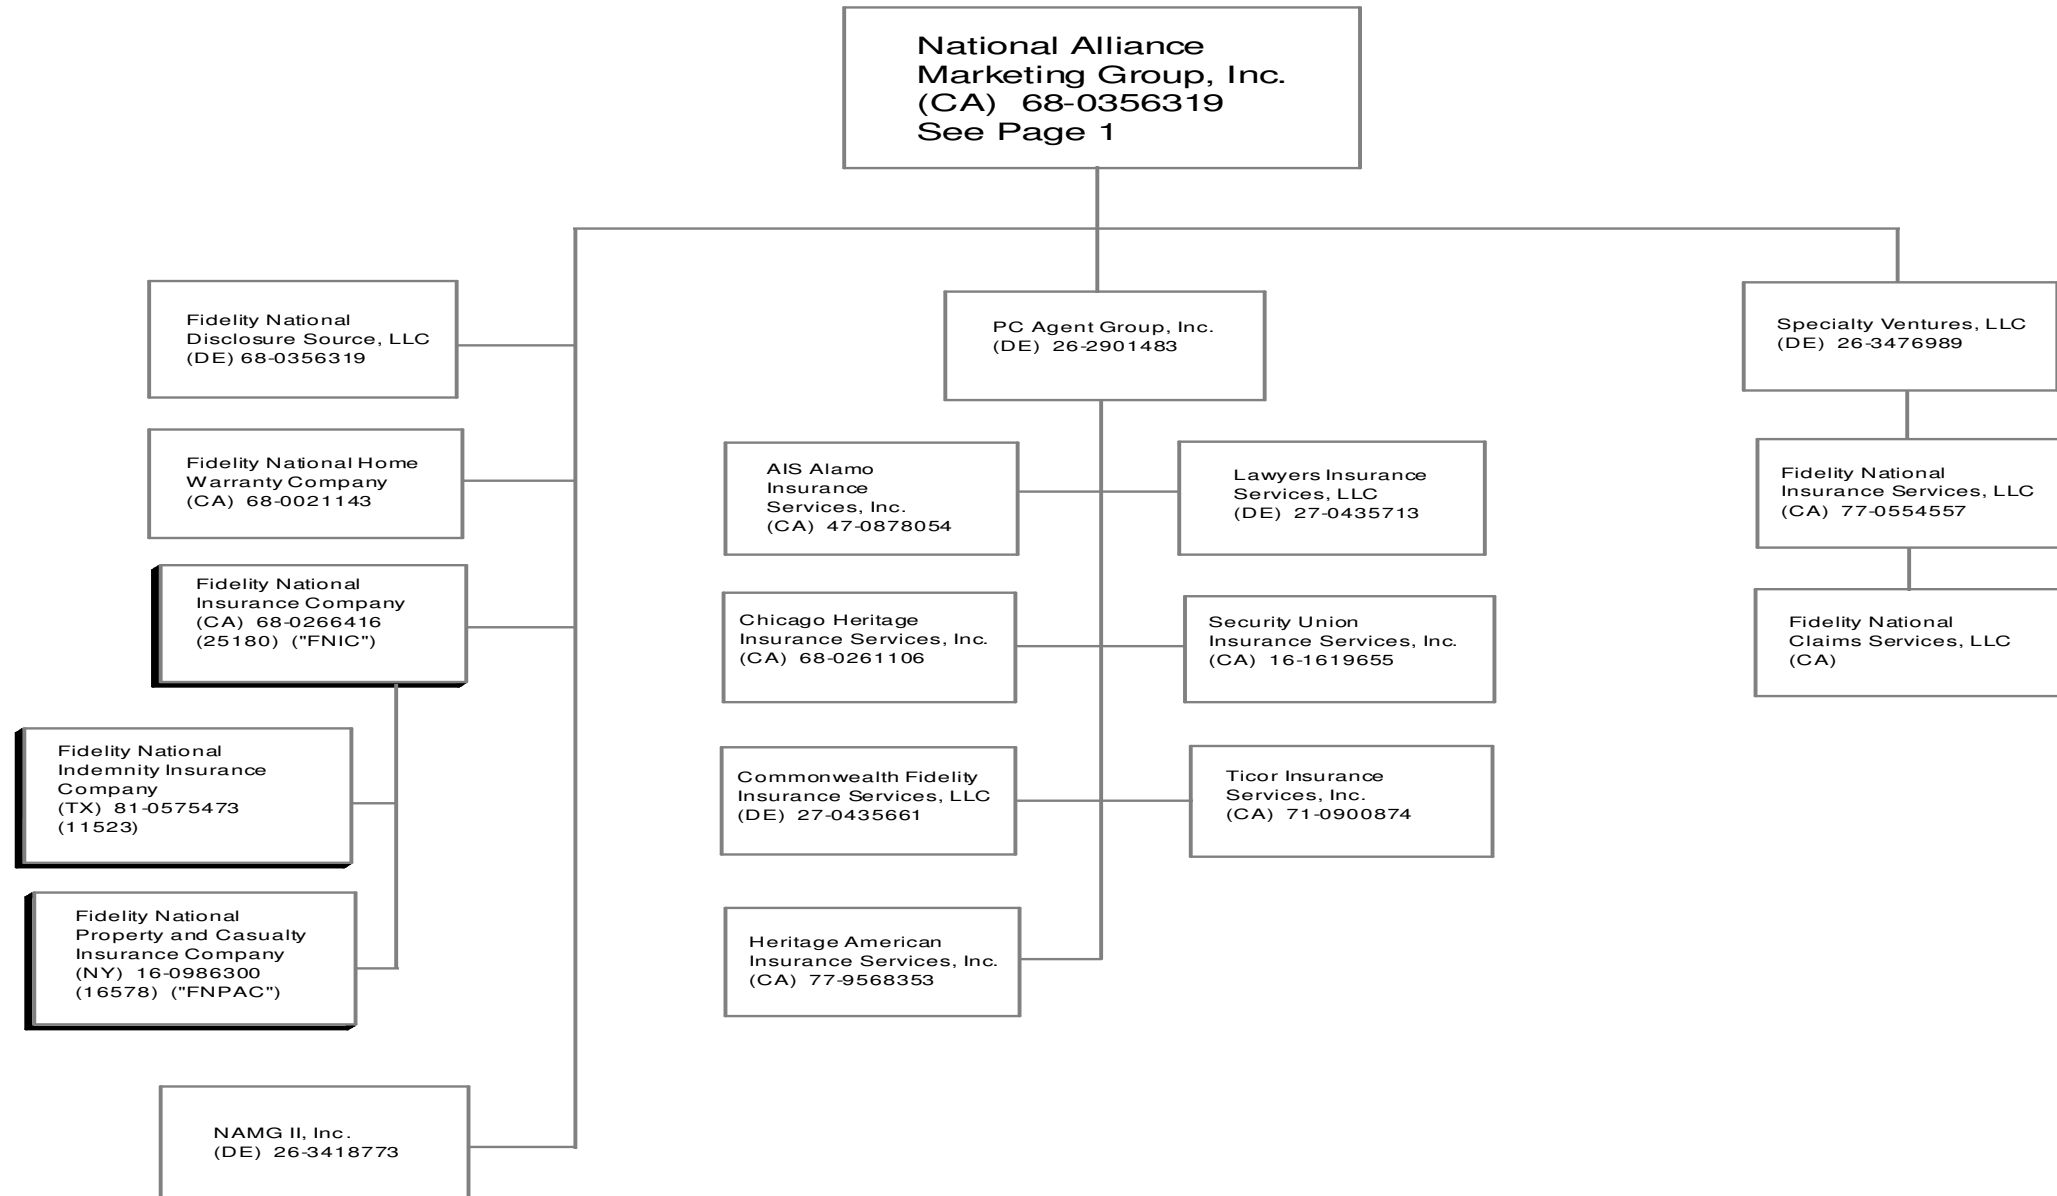 National Alliance
Marketing Group, Inc.
(CA) 68-0356319
See Page 1
Fidelity National
Disclosure Source, LLC
(DE) 68-0356319
Fidelity National Home
Warranty Company
(CA) 68-0021143
Fidelity National
Insurance Company
(CA) 68-0266416
(25180) ("FNIC")
Fidelity National
Indemnity Insurance
Company
(TX) 81-0575473
(11523)
Fidelity National
Property and Casualty
Insurance Company
(NY) 16-0986300
(16578) ("FNPAC")
NAMG II, Inc.
(DE) 26-3418773
PC Agent Group, Inc.
(DE) 26-2901483
AIS Alamo
Insurance
Services, Inc.
(CA) 47-0878054
Lawyers Insurance
Services, LLC
(DE) 27-0435713
Chicago Heritage
Insurance Services, Inc.
(CA) 68-0261106
Security Union
Insurance Services, Inc.
(CA) 16-1619655
Commonwealth Fidelity
Insurance Services, LLC
(DE) 27-0435661
Ticor Insurance
Services, Inc.
(CA) 71-0900874
Heritage American
Insurance Services, Inc.
(CA) 77-9568353
Specialty Ventures, LLC
(DE) 26-3476989
Fidelity National
Insurance Services, LLC
(CA) 77-0554557
Fidelity National
Claims Services, LLC
(CA)